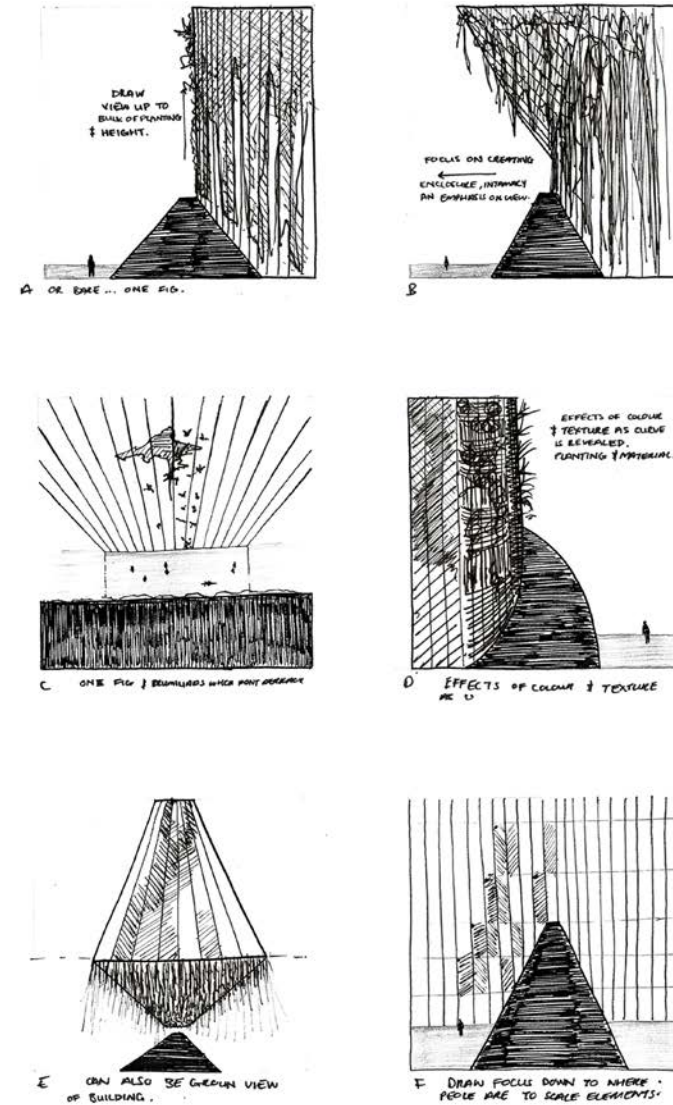 DRAW
VIEW UP TO
BULK OF PLANTING
& HEIGHT.
A OR BARE ... ONE FIG.
FOCUS ON CREATING
ENCLOSURE, INTIMACY
AN EMPHASIS ON VIEW.
B
C ONE FIG &
EFFECTS OF COLOUR
& TEXTURE AS CURVE
IS REVEALED.
PLANTING & MATERIAL.
D EFFECTS OF COLOUR & TEXTURE
AS
E CAN ALSO BE VIEW
OF BUILDING.
F DRAW FOCUS DOWN TO WHERE
PEOLE ARE TO SCALE ELEMENTS.